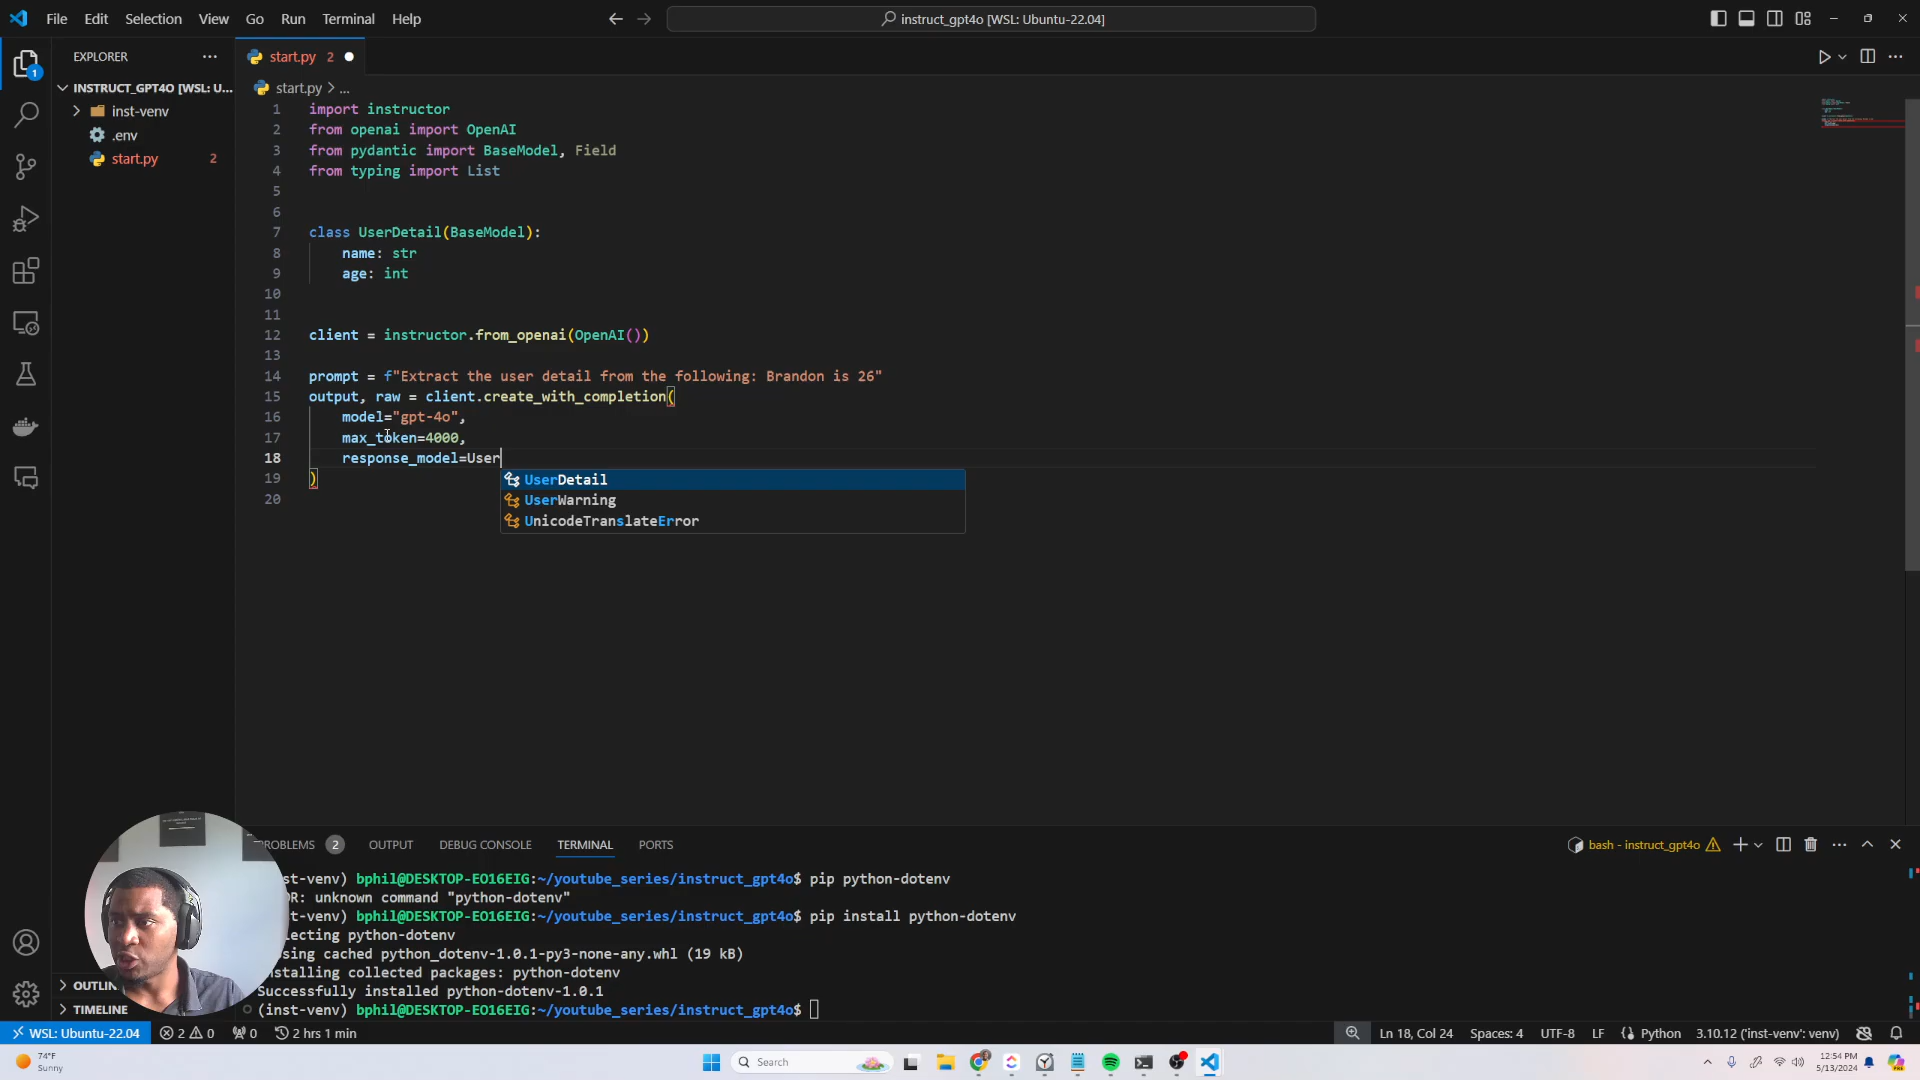 File Edit Selection View Go Run Terminal Help
instruct_gpt4o [WSL: Ubuntu-22.04]
EXPLORER
1
INSTRUCT_GPT4O [WSL: U...
inst-venv
.env
start.py 2
OUTLIN
TIMELINE
start.py 2
start.py > ...
1 import instructor
2 from openai import OpenAI
3 from pydantic import BaseModel, Field
4 from typing import List
5
6
7 class UserDetail(BaseModel):
8 name: str
9 age: int
10
11
12 client = instructor.from_openai(OpenAI())
13
14 prompt = f"Extract the user detail from the following: Brandon is 26"
15 output, raw = client.create_with_completion(
16 model="gpt-4o",
17 max_token=4000,
18 response_model=User
19 )
20
UserDetail
UserWarning
UnicodeTranslateError
ROBLEMS 2 OUTPUT DEBUG CONSOLE TERMINAL PORTS
bash - instruct_gpt4o
st-venv) bphil@DESKTOP-EO16EIG:~/youtube_series/instruct_gpt4o$ pip python-dotenv
OR: unknown command "python-dotenv"
st-venv) bphil@DESKTOP-EO16EIG:~/youtube_series/instruct_gpt4o$ pip install python-dotenv
lecting python-dotenv
sing cached python_dotenv-1.0.1-py3-none-any.whl (19 kB)
nstalling collected packages: python-dotenv
Successfully installed python-dotenv-1.0.1
(inst-venv) bphil@DESKTOP-EO16EIG:~/youtube_series/instruct_gpt4o$
WSL: Ubuntu-22.04 2 0 0 2 hrs 1 min
Ln 18, Col 24 Spaces: 4 UTF-8 LF Python 3.10.12 ('inst-venv': venv)
74°F
Sunny
Search
12:54 PM
5/13/2024